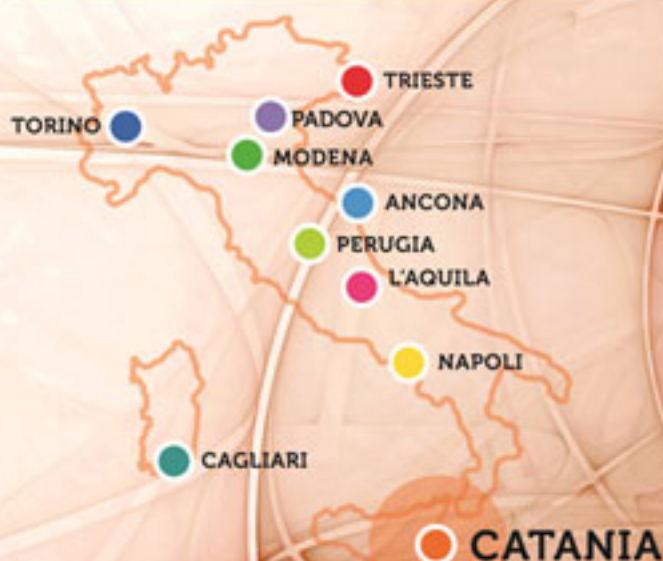 TRIESTE
PADOVA
TORINO
MODENA
ANCONA
PERUGIA
L'AQUILA
NAPOLI
CAGLIARI
CATANIA